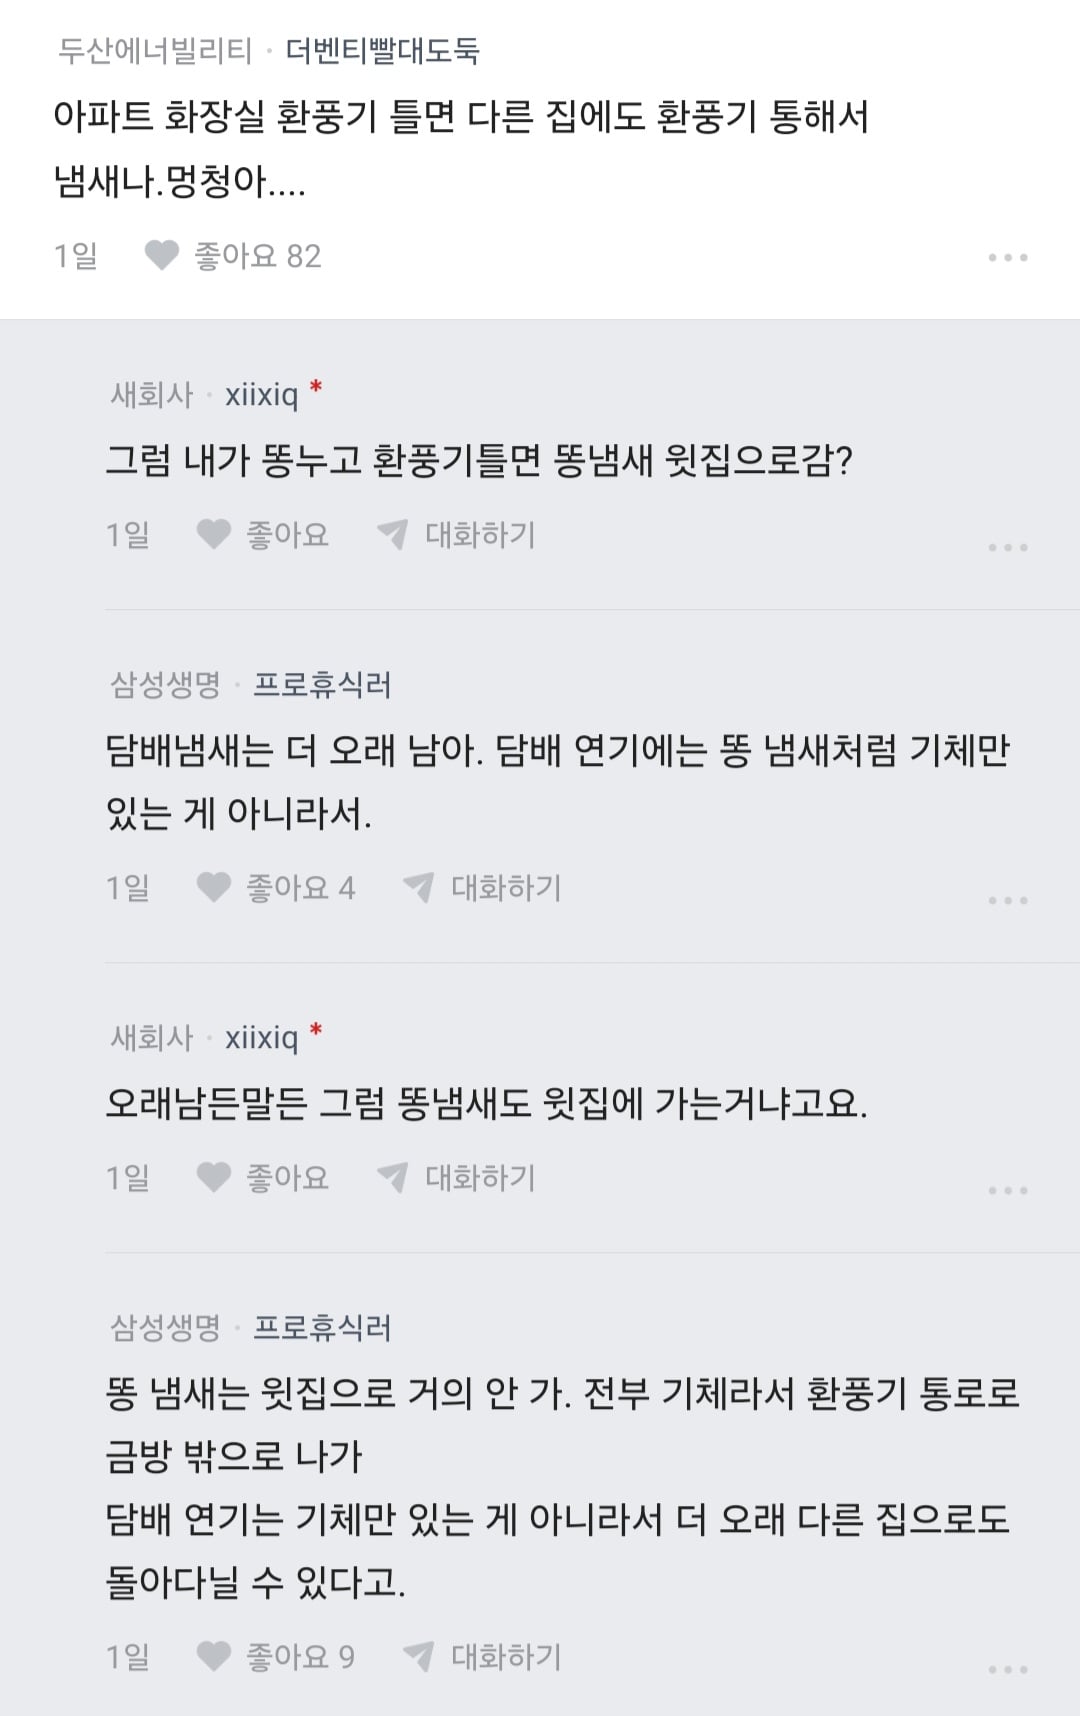 두산에너빌리티 · 더벤티빨대도둑
아파트 화장실 환풍기 틀면 다른 집에도 환풍기 통해서
냄새나.멍청아....
1일 좋아요 82
새회사 · xiixiq *
그럼 내가 똥누고 환풍기틀면 똥냄새 윗집으로감?
1일 좋아요 대화하기
삼성생명 · 프로휴식러
담배냄새는 더 오래 남아. 담배 연기에는 똥 냄새처럼 기체만
있는 게 아니라서.
1일 좋아요 4 대화하기
새회사 · xiixiq *
오래남든말든 그럼 똥냄새도 윗집에 가는거냐고요.
1일 좋아요 대화하기
삼성생명 · 프로휴식러
똥 냄새는 윗집으로 거의 안 가. 전부 기체라서 환풍기 통로로
금방 밖으로 나가
담배 연기는 기체만 있는 게 아니라서 더 오래 다른 집으로도
돌아다닐 수 있다고.
1일 좋아요 9 대화하기